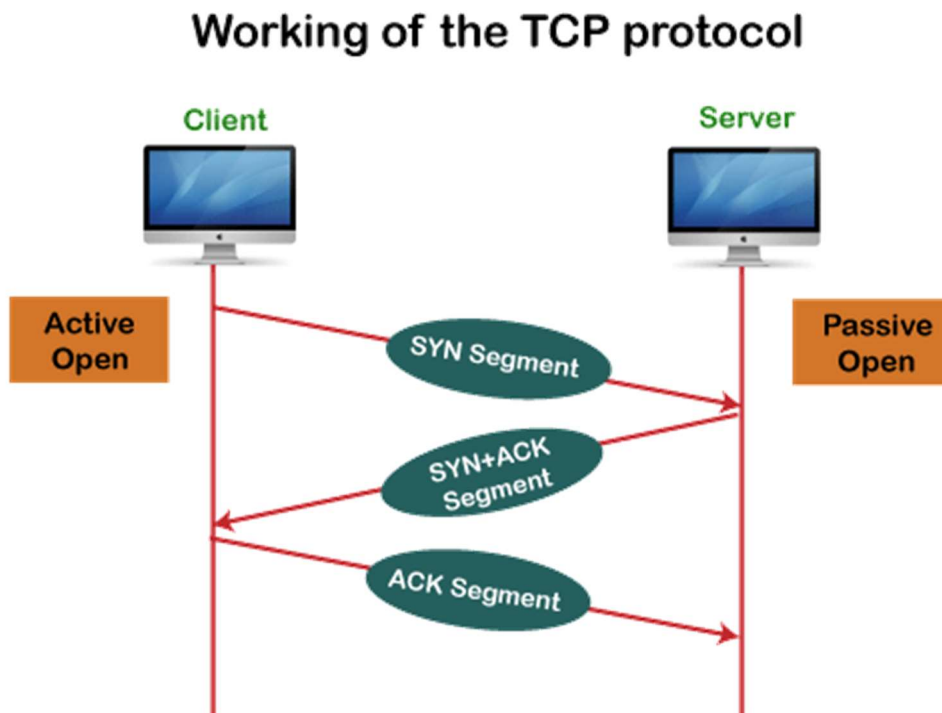 Working of the TCP protocol
Client
Server
Active
Open
Passive
Open
SYN Segment
SYN+ACK
Segment
ACK Segment